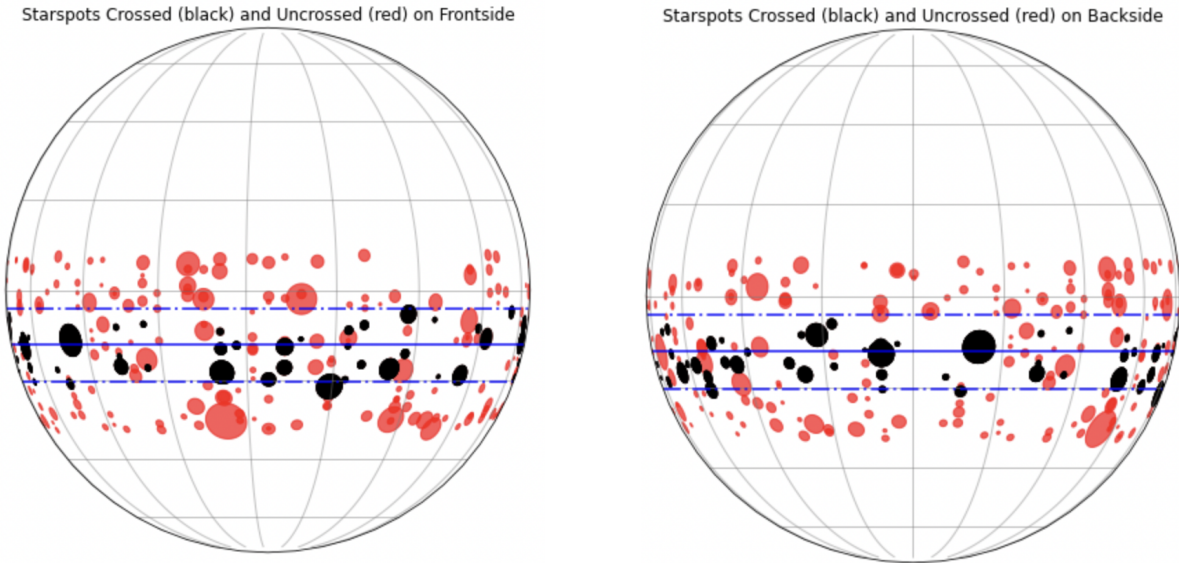 Starspots Crossed (black) and Uncrossed (red) on Frontside
Starspots Crossed (black) and Uncrossed (red) on Backside